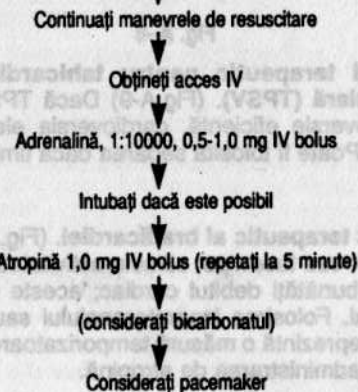 Continuați manevrele de resuscitare
Obțineți acces IV
Adrenalină, 1:10000, 0,5-1,0 mg IV bolus
Intubați dacă este posibil
Atropină 1,0 mg IV bolus (repetați la 5 minute)
(considerați bicarbonatul)
Considerați pacemaker